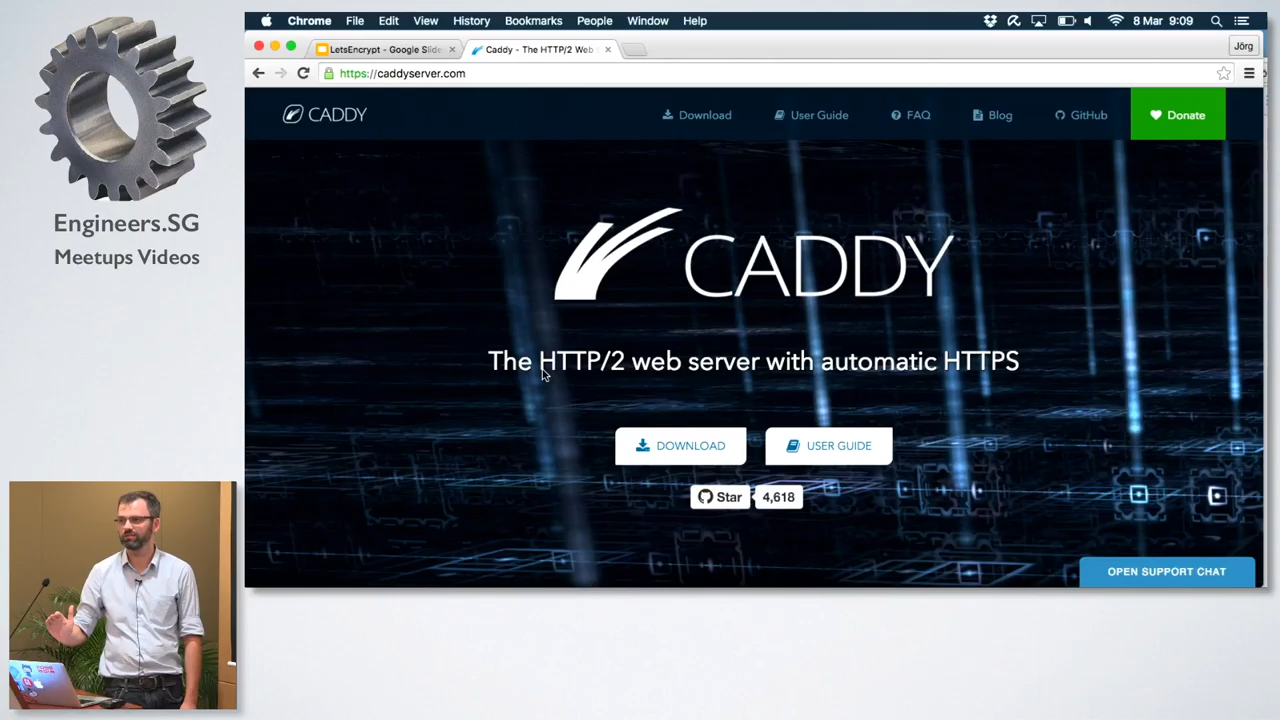 Engineers.SG
Meetups Videos
Chrome File Edit View History Bookmarks People Window Help 8 Mar 9:09
LetsEncrypt - Google Slide × Caddy - The HTTP/2 Web S × Jörg
https://caddyserver.com
CADDY Download User Guide FAQ Blog GitHub Donate
CADDY
The HTTP/2 web server with automatic HTTPS
DOWNLOAD USER GUIDE
Star 4,618
OPEN SUPPORT CHAT